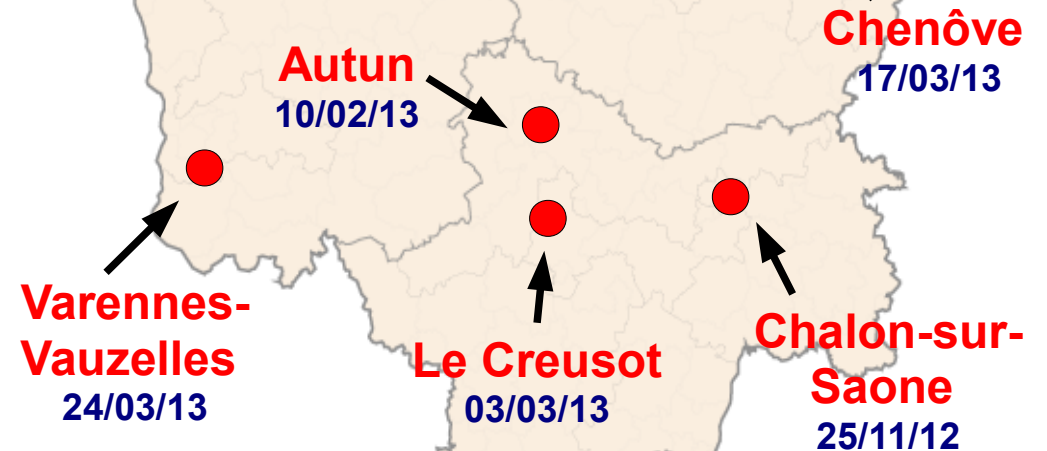 Chenôve
17/03/13
Autun
10/02/13
Varennes-
Vauzelles
24/03/13
Le Creusot
03/03/13
Chalon-sur-
Saone
25/11/12